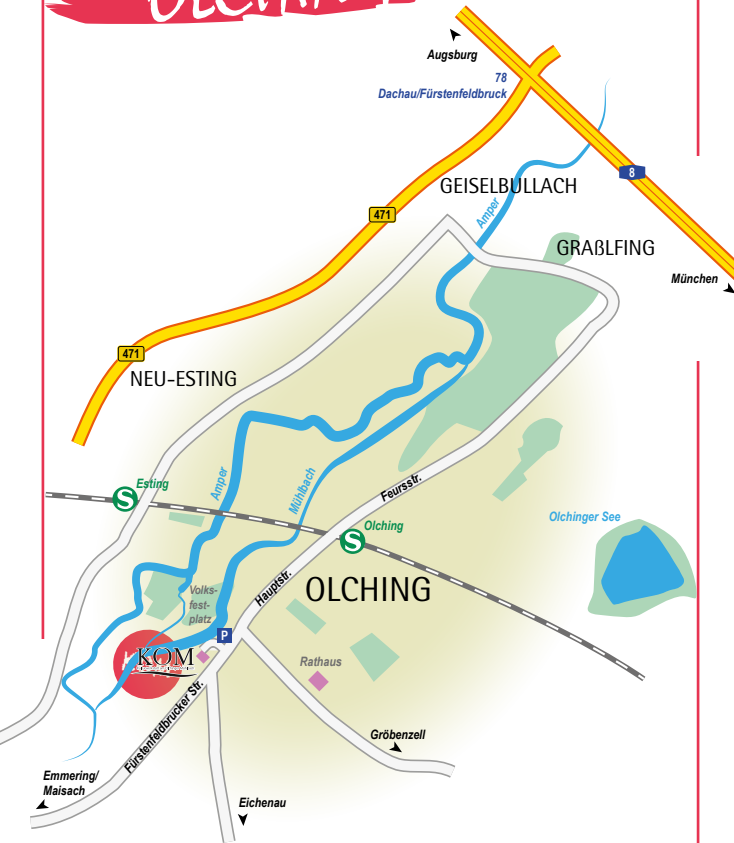 OLCHING
Augsburg
78
Dachau/Fürstenfeldbruck
8
GEISELBULLACH
Amper
471
GRAßLFING
München
471
NEU-ESTING
Esting
Amper
Mühlbach
Feursstr.
Olching
Olchinger See
Hauptstr.
OLCHING
Volks-
fest-
platz
P
KOM
Rathaus
Fürstenfeldbrucker Str.
Gröbenzell
Emmering/
Maisach
Eichenau
S
S